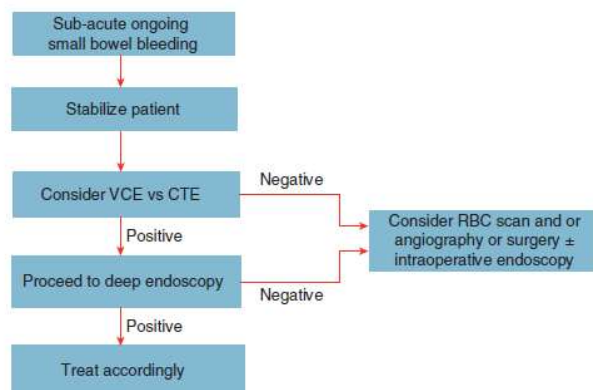 Sub-acute ongoing
small bowel bleeding
Stabilize patient
Consider VCE vs CTE
Negative
Positive
Consider RBC scan and or
angiography or surgery ±
intraoperative endoscopy
Proceed to deep endoscopy
Negative
Positive
Treat accordingly